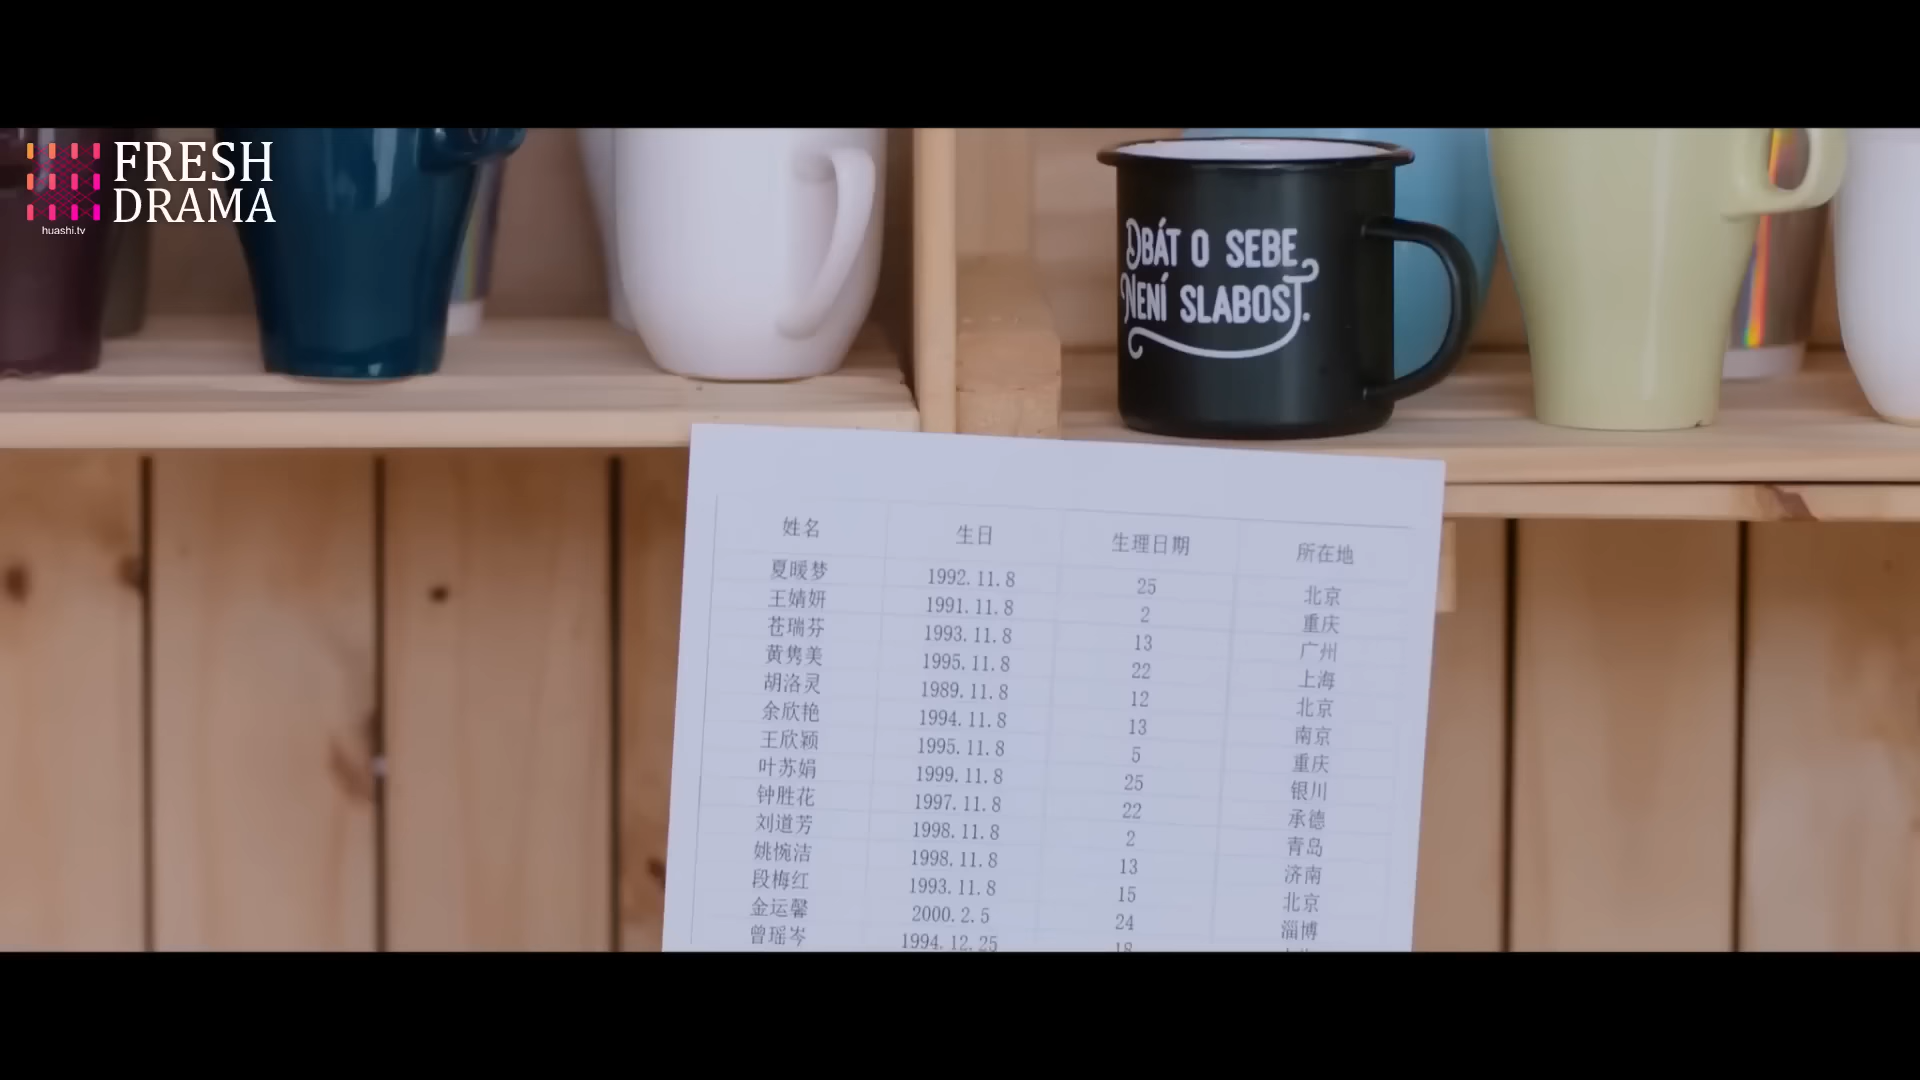 FRESH
DRAMA
huashi.tv
DBÁT O SEBE
NENÍ SLABOST.
姓名 生日 生理日期 所在地
夏暖梦 1992.11.8 25 北京
王婧妍 1991.11.8 2 重庆
苍瑞芬 1993.11.8 13 广州
黄隽美 1995.11.8 22 上海
胡洛灵 1989.11.8 12 北京
余欣艳 1994.11.8 13 南京
王欣颖 1995.11.8 5 重庆
叶苏娟 1999.11.8 25 银川
钟胜花 1997.11.8 22 承德
刘道芳 1998.11.8 2 青岛
姚惋洁 1998.11.8 13 济南
段梅红 1993.11.8 15 北京
金运馨 2000.2.5 24 淄博
曾瑶岑 1994.12.25 18